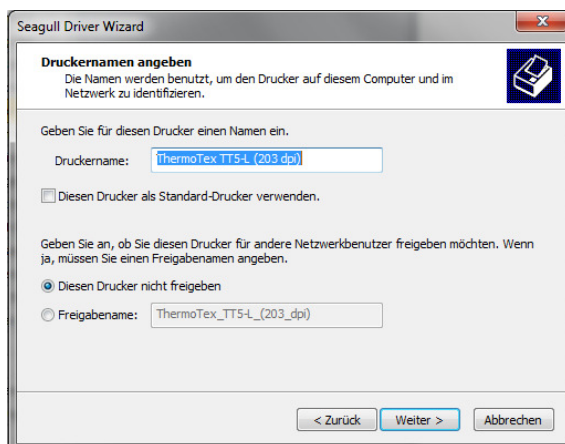 Seagull Driver Wizard
Druckernamen angeben
Die Namen werden benutzt, um den Drucker auf diesem Computer und im
Netzwerk zu identifizieren.
Geben Sie für diesen Drucker einen Namen ein.
Druckername: ThermoTex TT5-L (203 dpi)
Diesen Drucker als Standard-Drucker verwenden.
Geben Sie an, ob Sie diesen Drucker für andere Netzwerkbenutzer freigeben möchten. Wenn
ja, müssen Sie einen Freigabenamen angeben.
Diesen Drucker nicht freigeben
Freigabename: ThermoTex_TT5-L_(203_dpi)
< Zurück Weiter > Abbrechen